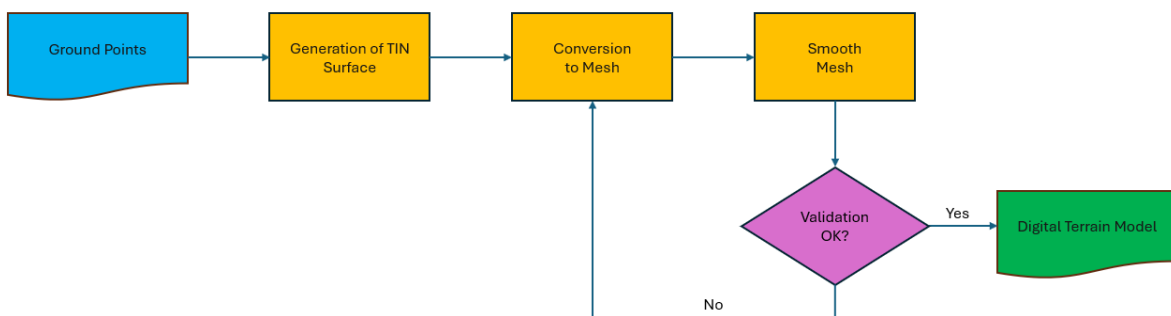 Ground Points
Generation of TIN
Surface
Conversion
to Mesh
Smooth
Mesh
Validation
OK?
Yes
Digital Terrain Model
No